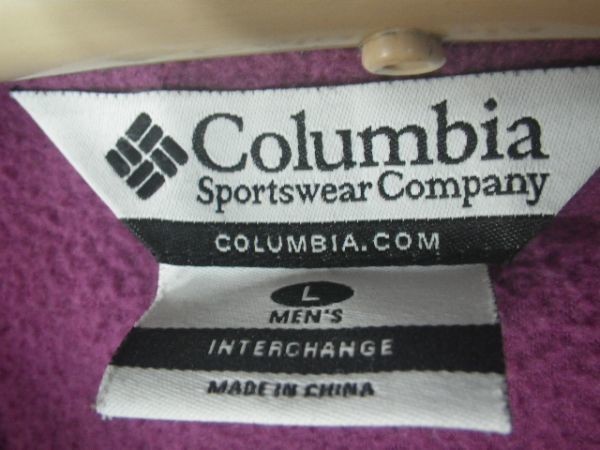 Columbia
Sportswear Company
COLUMBIA.COM
L
MEN'S
INTERCHANGE
MADE IN CHINA